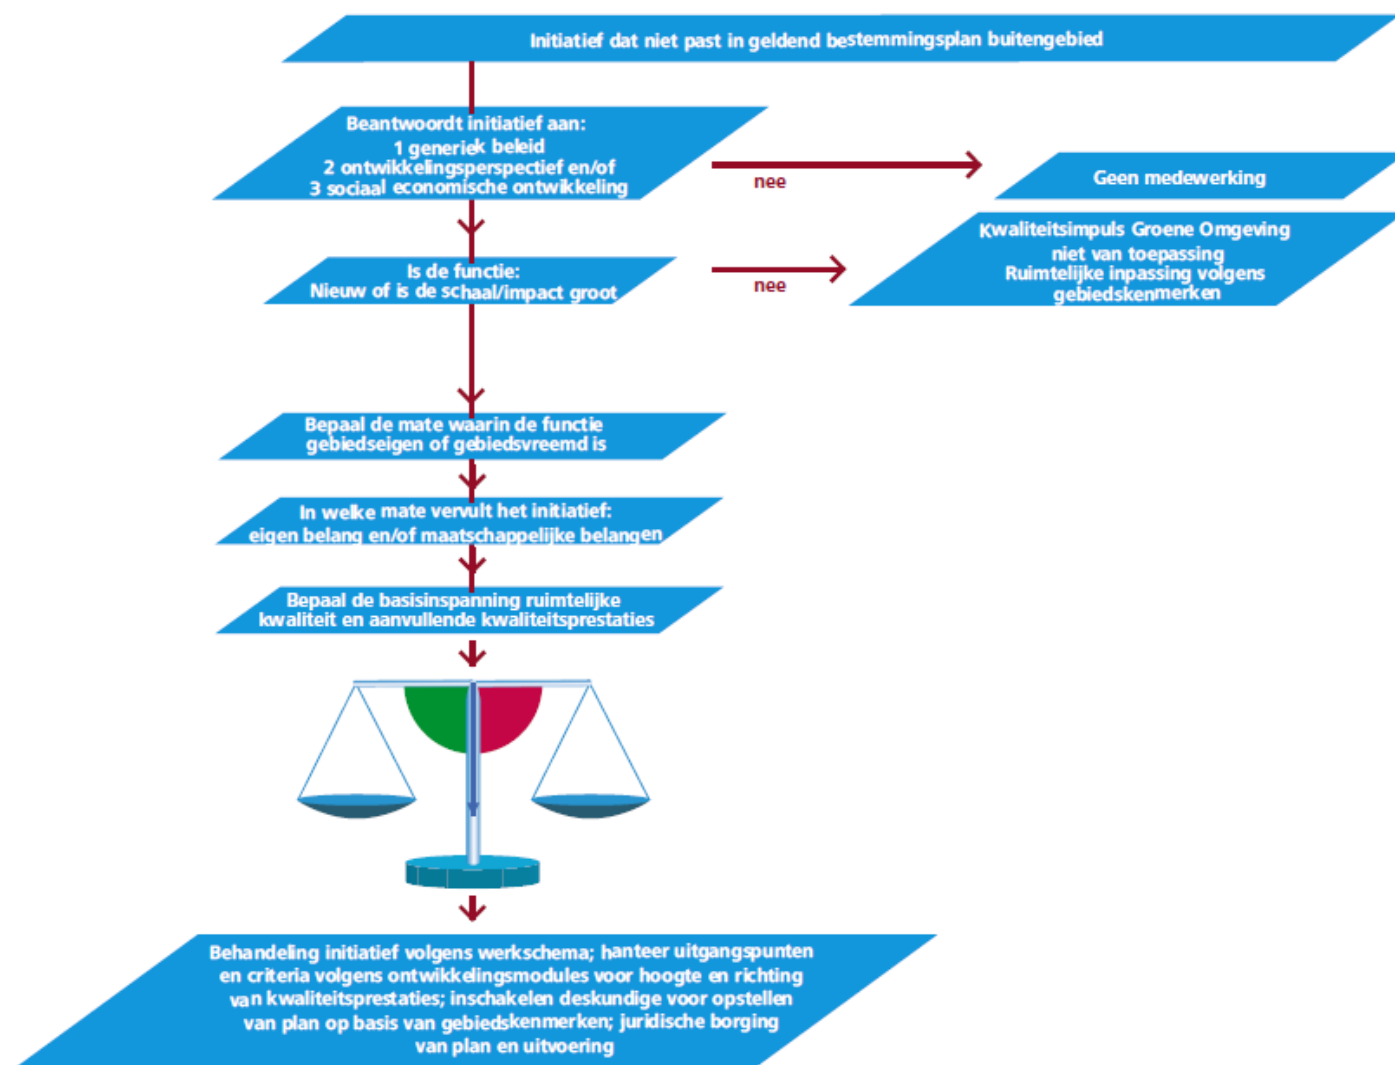 Initiatief dat niet past in geldend bestemmingsplan buitengebied
Beantwoordt initiatief aan:
1 generiek beleid
2 ontwikkelingsperspectief en/of
3 sociaal economische ontwikkeling
nee
Geen medewerking
Is de functie:
Nieuw of is de schaal/impact groot
nee
Kwaliteitsimpuls Groene Omgeving
niet van toepassing
Ruimtelijke inpassing volgens
gebiedskenmerken
Bepaal de mate waarin de functie
gebiedseigen of gebiedsvreemd is
In welke mate vervult het initiatief:
eigen belang en/of maatschappelijke belangen
Bepaal de basisinspanning ruimtelijke
kwaliteit en aanvullende kwaliteitsprestaties
Behandeling initiatief volgens werkschema; hanteer uitgangspunten
en criteria volgens ontwikkelingsmodules voor hoogte en richting
van kwaliteitsprestaties; inschakelen deskundige voor opstellen
van plan op basis van gebiedskenmerken; juridische borging
van plan en uitvoering